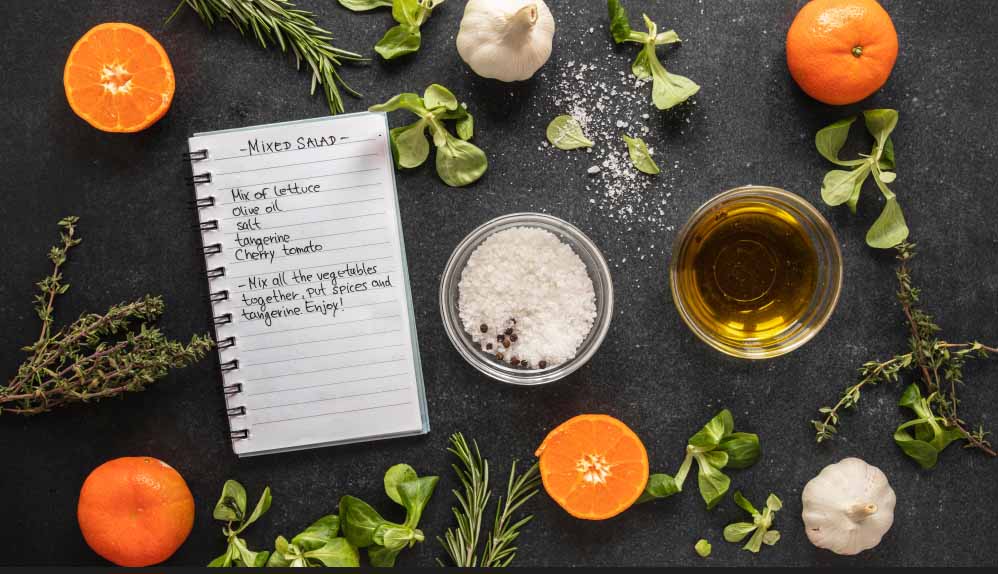 -MIXED SALAD-
Mix of lettuce
Olive oil
salt
tangerine
Cherry tomato
-Mix all the vegetables
together, put spices and
tangerine. Enjoy!